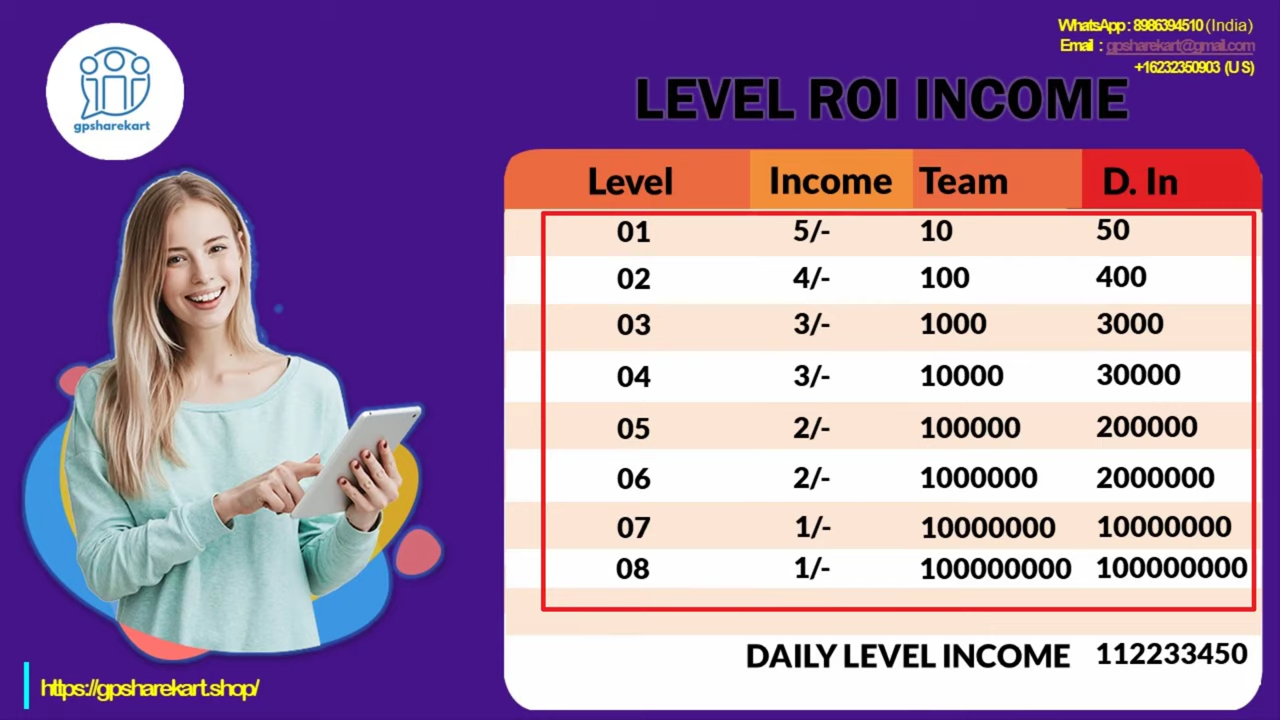 WhatsApp : 8986394510 (India)
Email : gpsharekart@gmail.com
+16232350903 (US)
gpsharekart
LEVEL ROI INCOME
Level Income Team D. In
01 5/- 10 50
02 4/- 100 400
03 3/- 1000 3000
04 3/- 10000 30000
05 2/- 100000 200000
06 2/- 1000000 2000000
07 1/- 10000000 10000000
08 1/- 100000000 100000000
DAILY LEVEL INCOME 112233450
https://gpsharekart.shop/